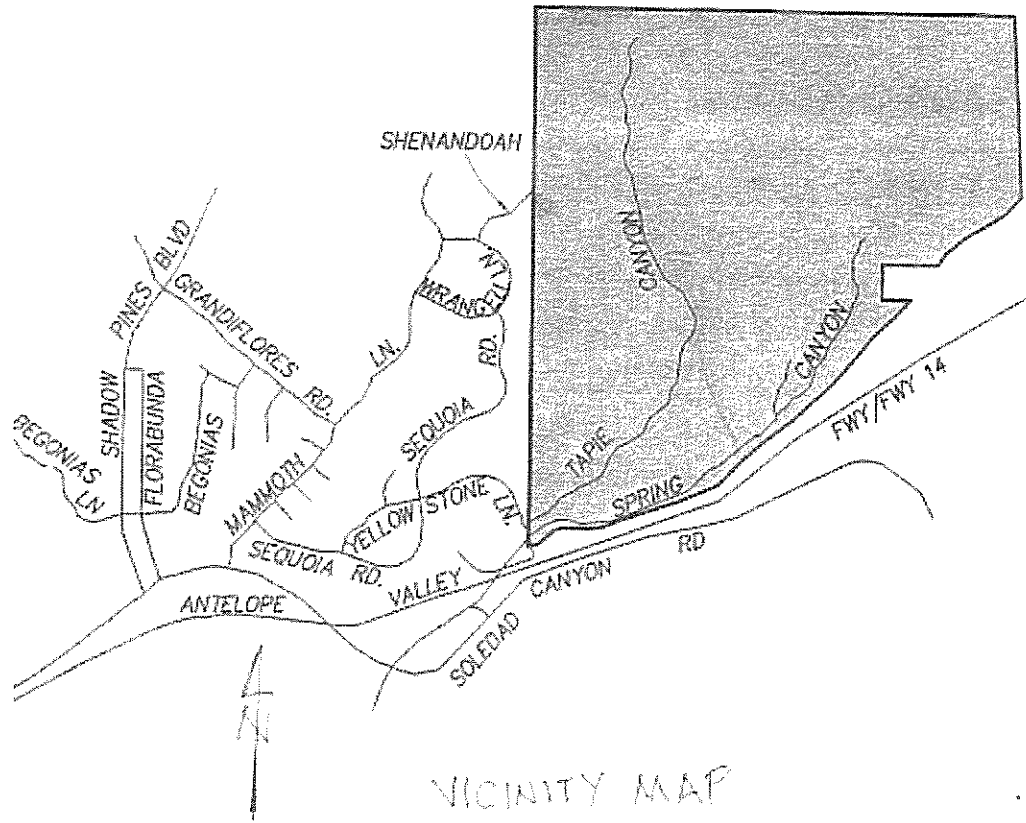 SHENANDOAH
CANYON
PINES BLVD
GRANDIFLORES RD.
WRANGELL LN
LN.
RD.
CANYON
SHADOW
FLORABUNDA
BEGONIAS
BEGONIAS LN
MAMMOTH
SEQUOIA
TAPIE
FWY/FWY 14
YELLOW STONE LN.
SPRING
SEQUOIA RD.
VALLEY
CANYON RD
ANTELOPE
SOLEDAD
N
VICINITY MAP